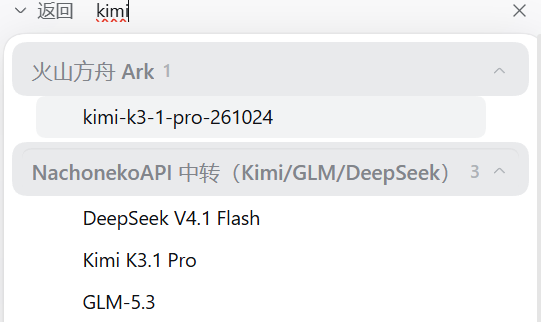 返回 kimi
火山方舟 Ark 1
kimi-k3-1-pro-261024
NachonekoAPI 中转（Kimi/GLM/DeepSeek） 3
DeepSeek V4.1 Flash
Kimi K3.1 Pro
GLM-5.3